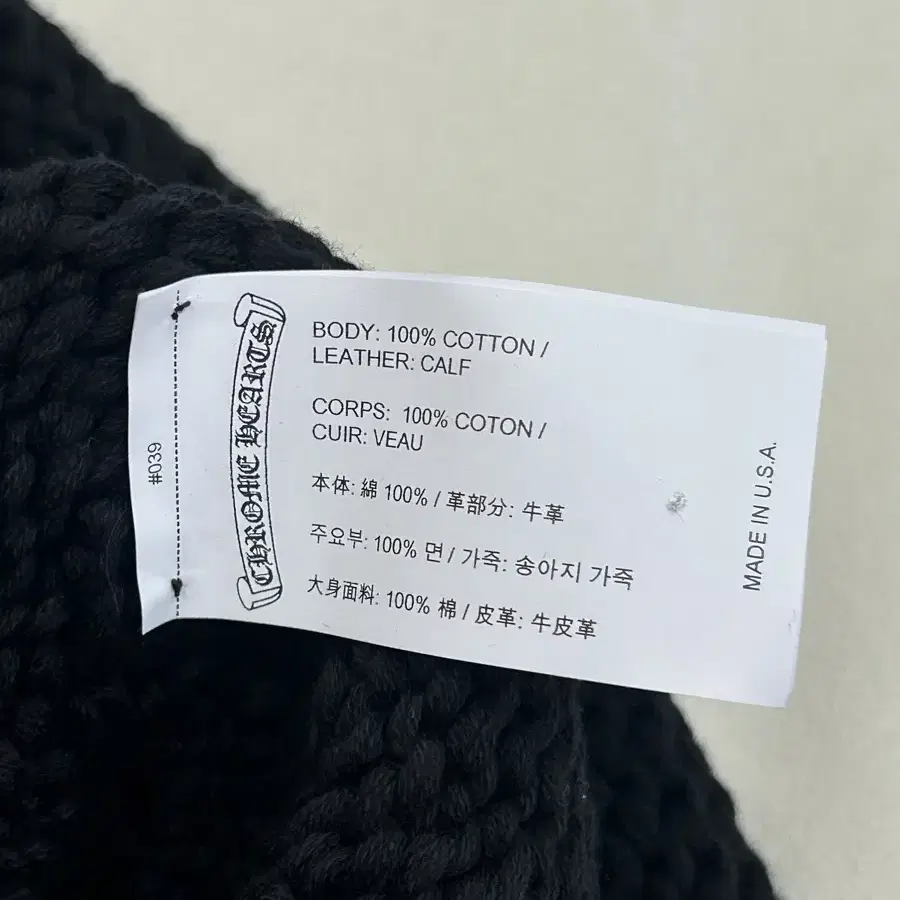 #039
CHROME HEARTS
BODY: 100% COTTON /
LEATHER: CALF
CORPS: 100% COTON /
CUIR: VEAU
本体: 綿 100% / 革部分: 牛革
주요부: 100% 면 / 가죽: 송아지 가죽
大身面料: 100% 棉 / 皮革: 牛皮革
MADE IN U.S.A.